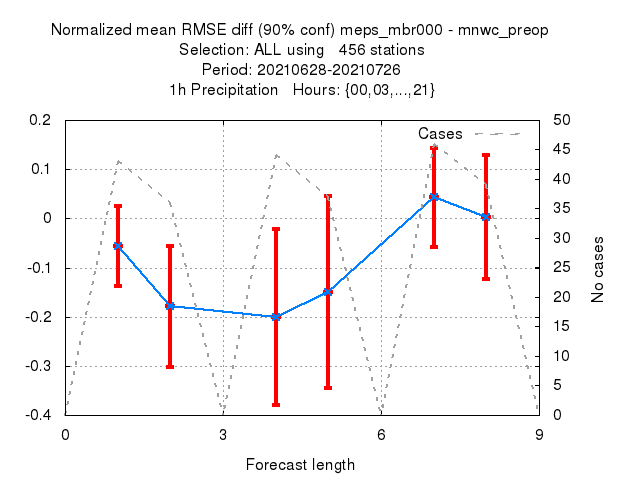 Normalized mean RMSE diff (90% conf) meps_mbr000 - mnwc_preop
Selection: ALL using   456 stations
Period: 20210628-20210726
1h Precipitation   Hours: {00,03,...,21}
Cases
0.2
0.1
0
-0.1
-0.2
-0.3
-0.4
50
45
40
35
30
25
20
15
10
5
0
No cases
0 3 6 9
Forecast length